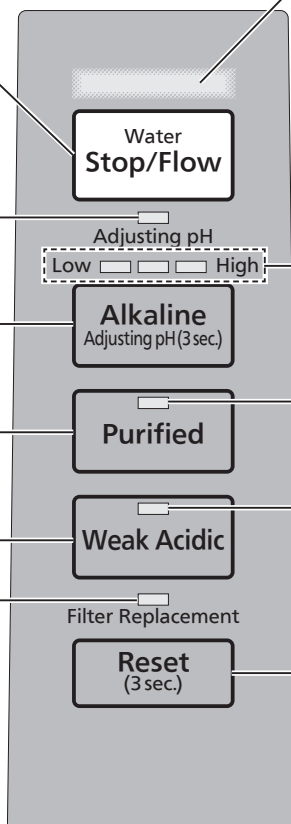 Water
Stop/Flow
Adjusting pH
Low High
Alkaline
Adjusting pH (3 sec.)
Purified
Weak Acidic
Filter Replacement
Reset
(3 sec.)